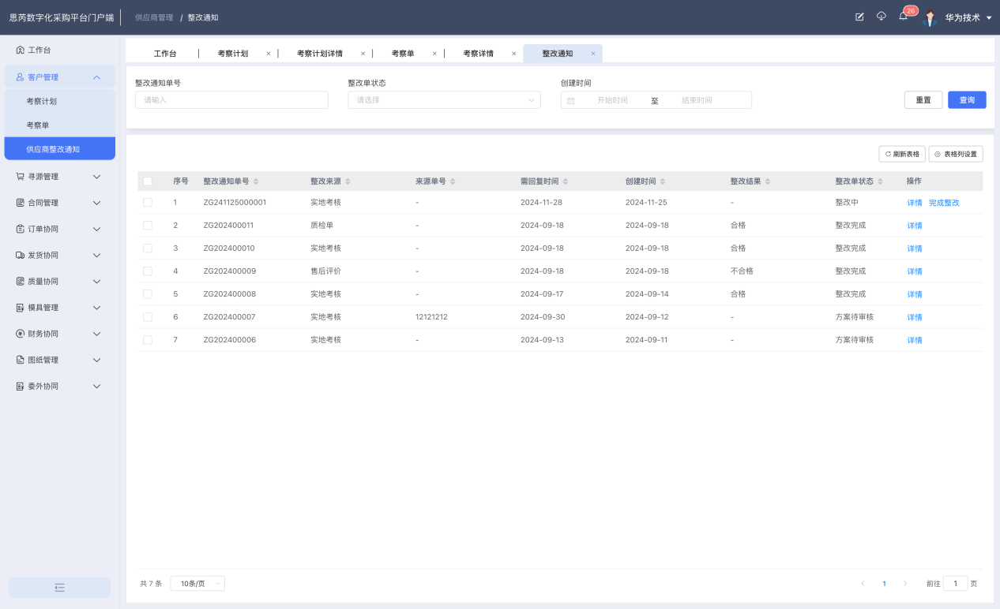 思芮数字化采购平台门户端
供应商管理 / 整改通知
26
华为技术
工作台
客户管理
考察计划
考察单
供应商整改通知
寻源管理
合同管理
订单协同
发货协同
质量协同
模具管理
财务协同
图纸管理
委外协同
工作台 | 考察计划 × | 考察计划详情 × | 考察单 × | 考察详情 × 整改通知 ×
整改通知单号 整改单状态 创建时间
请输入 请选择 开始时间 至 结束时间 重置 查询
刷新表格 表格列设置
序号 整改通知单号 整改来源 来源单号 需回复时间 创建时间 整改结果 整改单状态 操作
1 ZG241125000001 实地考核 - 2024-11-28 2024-11-25 - 整改中 详情 完成整改
2 ZG202400011 质检单 - 2024-09-18 2024-09-18 合格 整改完成 详情
3 ZG202400010 实地考核 - 2024-09-18 2024-09-18 合格 整改完成 详情
4 ZG202400009 售后评价 - 2024-09-18 2024-09-18 不合格 整改完成 详情
5 ZG202400008 实地考核 - 2024-09-17 2024-09-14 合格 整改完成 详情
6 ZG202400007 实地考核 12121212 2024-09-30 2024-09-12 - 方案待审核 详情
7 ZG202400006 实地考核 - 2024-09-13 2024-09-11 - 方案待审核 详情
共 7 条 10条/页 1 前往 1 页